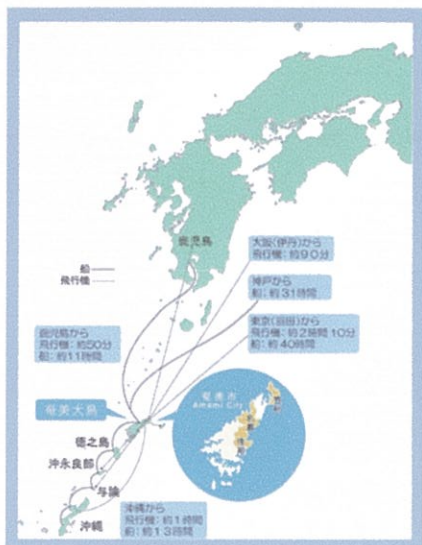 鹿児島
大阪(伊丹)から
飛行機:約90分
船
飛行機
神戸から
船:約31時間
東京(羽田)から
飛行機:約2時間10分
船:約40時間
鹿児島から
飛行機:約50分
船:約11時間
奄美大島
奄美市
Amami City
徳之島
沖永良部
与論
沖縄
沖縄から
飛行機:約1時間
船:約13時間